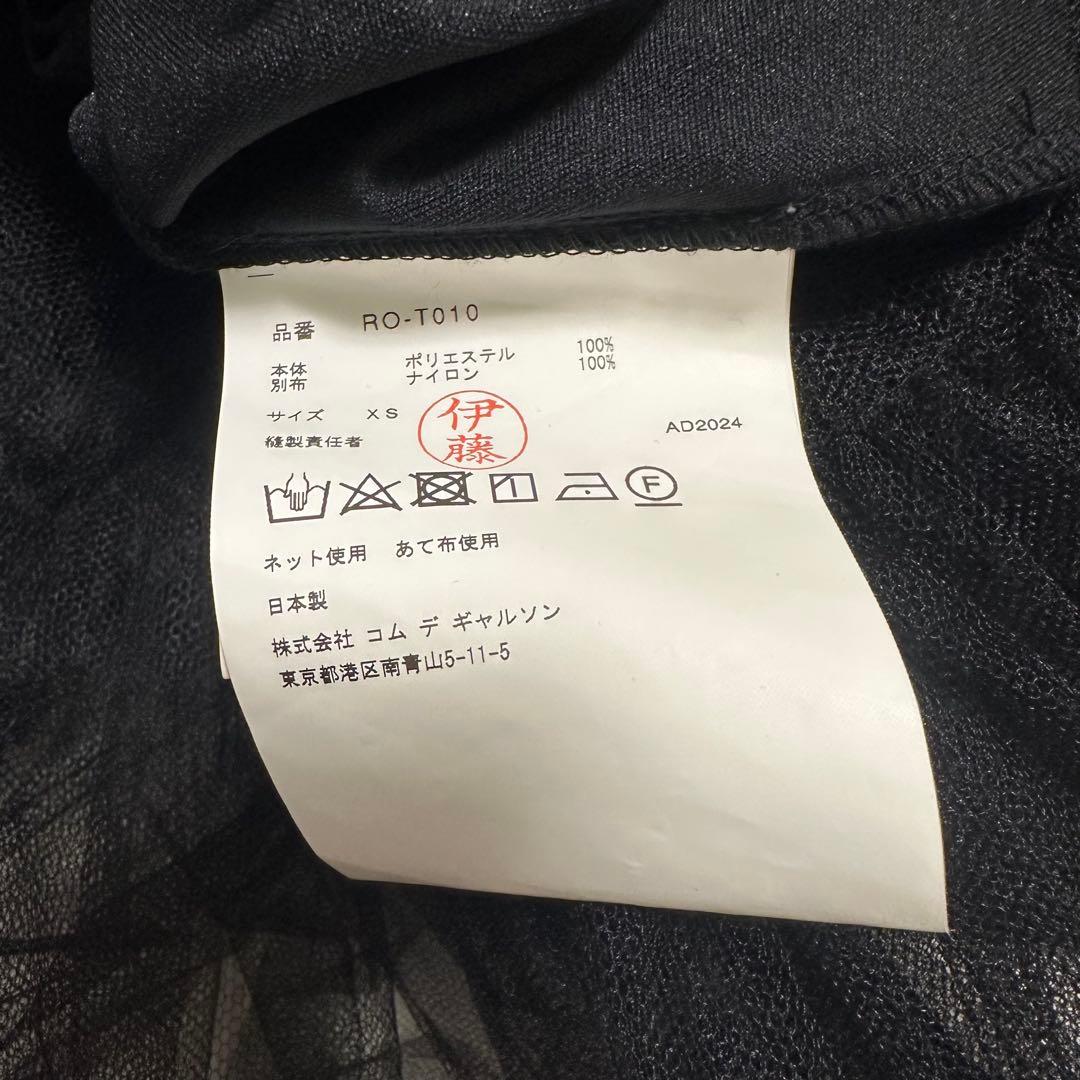 品番 RO-T010
本体 ポリエステル 100%
別布 ナイロン 100%
サイズ XS
縫製責任者 伊藤 AD2024
F
ネット使用 あて布使用
日本製
株式会社 コム デ ギャルソン
東京都港区南青山5-11-5